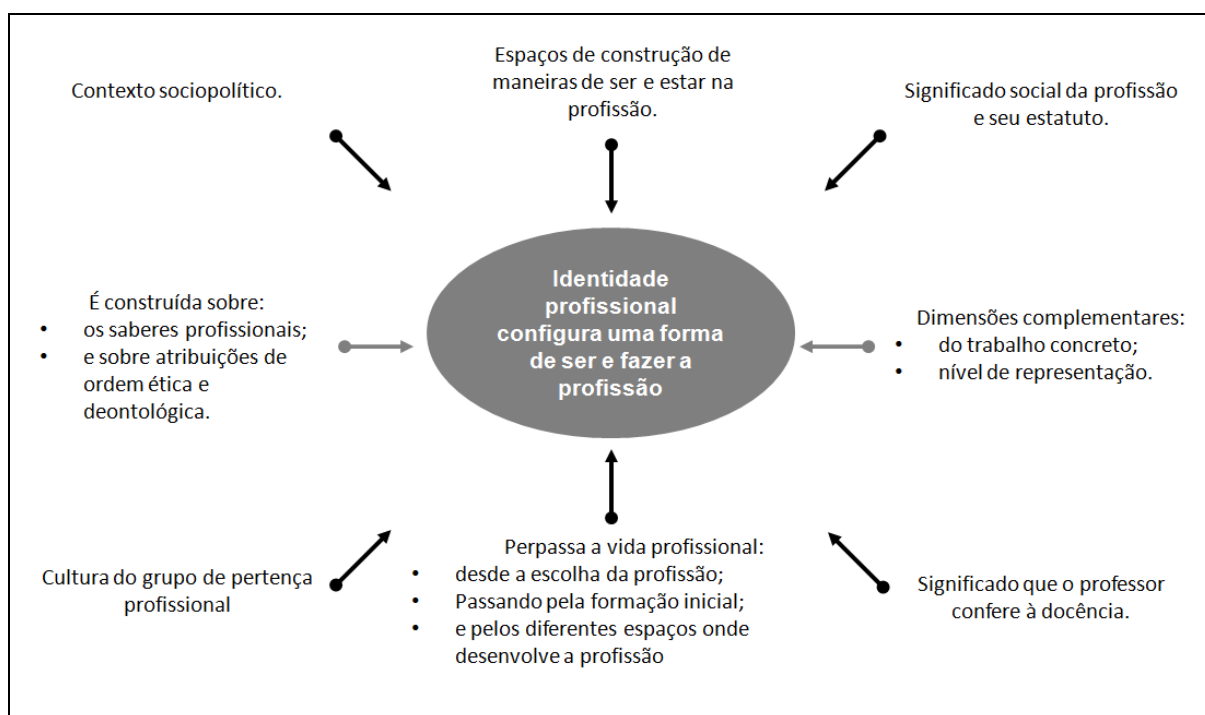 Contexto sociopolítico.
Espaços de construção de
maneiras de ser e estar na
profissão.
Significado social da profissão
e seu estatuto.
É construída sobre:
• os saberes profissionais;
• e sobre atribuições de
ordem ética e
deontológica.
Identidade
profissional
configura uma forma
de ser e fazer a
profissão
Dimensões complementares:
• do trabalho concreto;
• nível de representação.
Cultura do grupo de pertença
profissional
Perpassa a vida profissional:
• desde a escolha da profissão;
• Passando pela formação inicial;
• e pelos diferentes espaços onde
desenvolve a profissão
Significado que o professor
confere à docência.